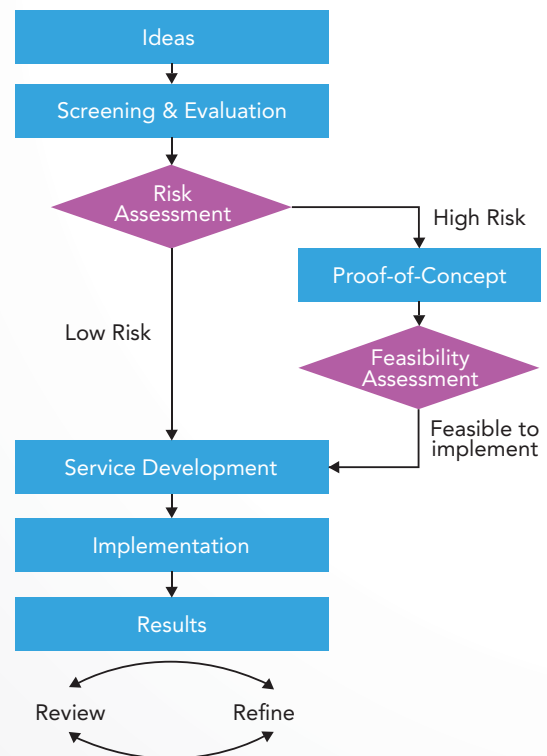 Ideas
Screening & Evaluation
Risk
Assessment
High Risk
Proof-of-Concept
Low Risk
Feasibility
Assessment
Feasible to
implement
Service Development
Implementation
Results
Review
Refine